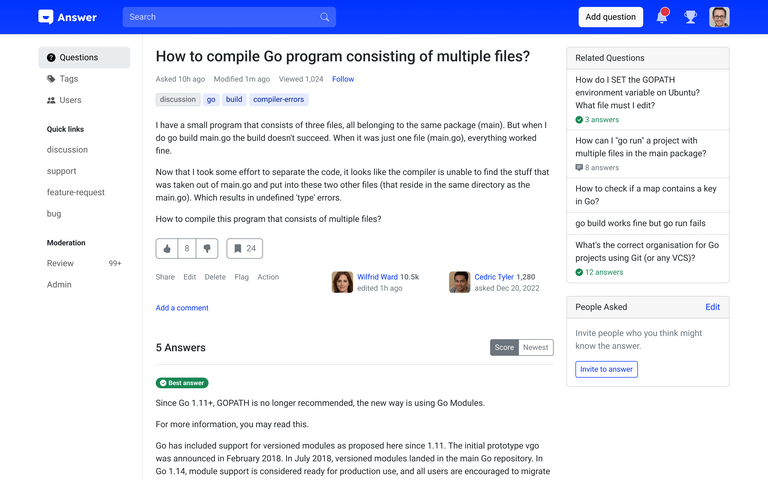 Answer
Search
Add question
Questions
Tags
Users
Quick links
discussion
support
feature-request
bug
Moderation
Review 99+
Admin
How to compile Go program consisting of multiple files?
Asked 10h ago Modified 1m ago Viewed 1,024 Follow
discussion go build compiler-errors
I have a small program that consists of three files, all belonging to the same package (main). But when I
do go build main.go the build doesn't succeed. When it was just one file (main.go), everything worked
fine.
Now that I took some effort to separate the code, it looks like the compiler is unable to find the stuff that
was taken out of main.go and put into these two other files (that reside in the same directory as the
main.go). Which results in undefined 'type' errors.
How to compile this program that consists of multiple files?
8 24
Share Edit Delete Flag Action
Wilfrid Ward 10.5k
edited 1h ago
Cedric Tyler 1,280
asked Dec 20, 2022
Add a comment
5 Answers
Score Newest
Best answer
Since Go 1.11+, GOPATH is no longer recommended, the new way is using Go Modules.
For more information, you may read this.
Go has included support for versioned modules as proposed here since 1.11. The initial prototype vgo
was announced in February 2018. In July 2018, versioned modules landed in the main Go repository. In
Go 1.14, module support is considered ready for production use, and all users are encouraged to migrate
Related Questions
How do I SET the GOPATH
environment variable on Ubuntu?
What file must I edit?
3 answers
How can I "go run" a project with
multiple files in the main package?
8 answers
How to check if a map contains a key
in Go?
go build works fine but go run fails
What's the correct organisation for Go
projects using Git (or any VCS)?
12 answers
People Asked Edit
Invite people who you think might
know the answer.
Invite to answer